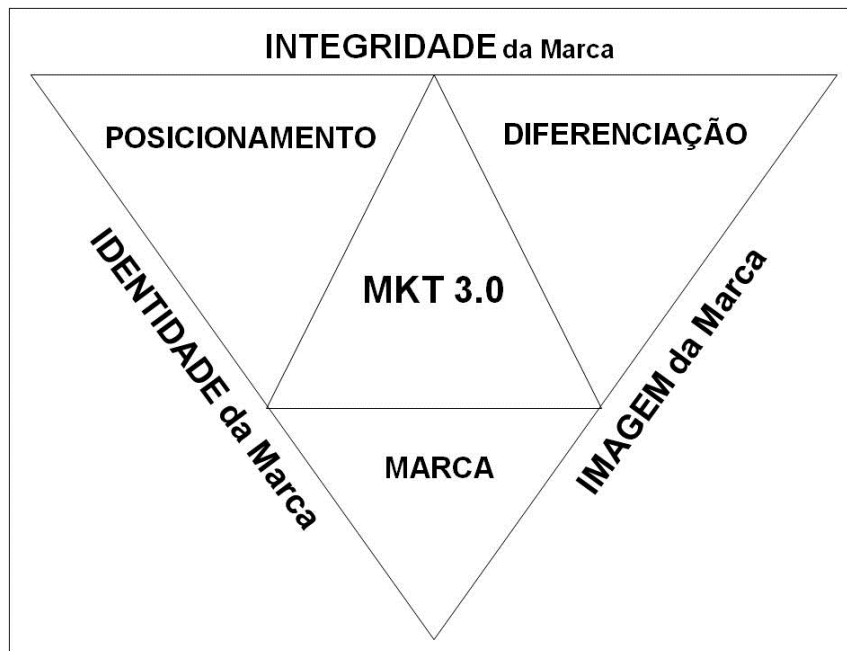 INTEGRIDADE da Marca
POSICIONAMENTO
DIFERENCIAÇÃO
IDENTIDADE da Marca
MKT 3.0
IMAGEM da Marca
MARCA